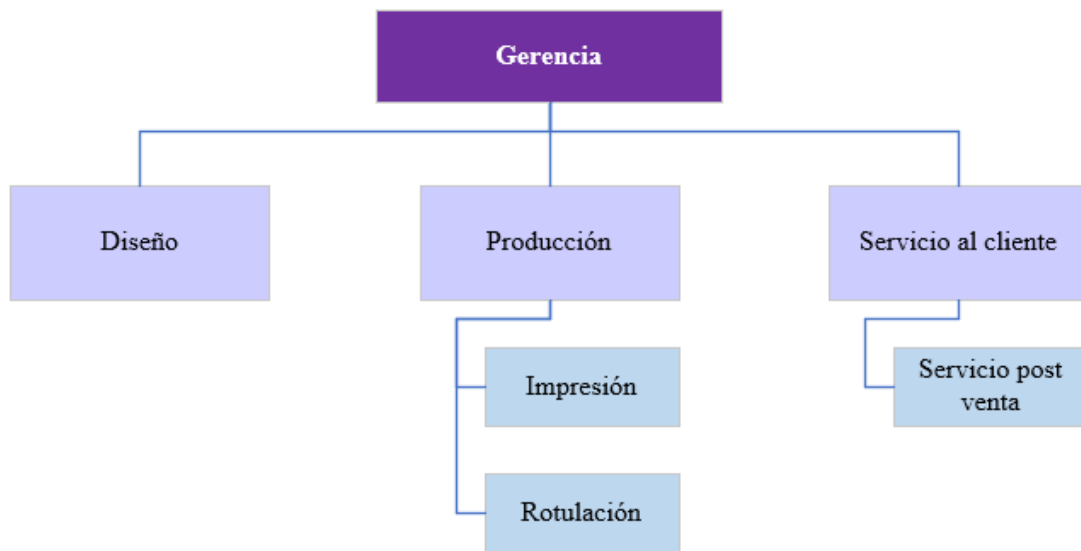 Gerencia
Diseño
Producción
Servicio al cliente
Impresión
Servicio post
venta
Rotulación